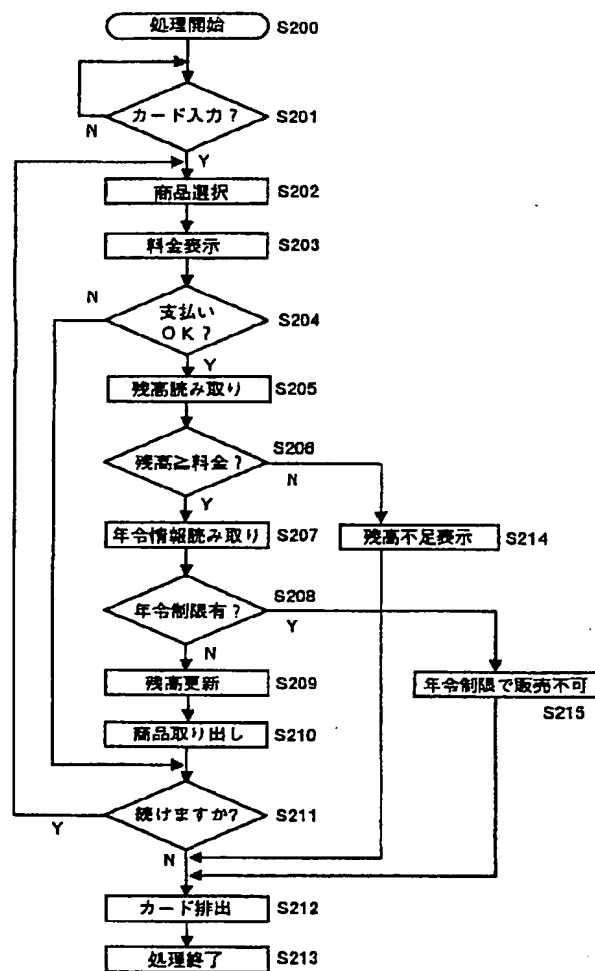 処理開始 S200
カード入力? S201
N
Y
商品選択 S202
料金表示 S203
N
支払い
OK? S204
Y
残高読み取り S205
残高≧料金? S206
N
Y
年令情報読み取り S207
残高不足表示 S214
年令制限有? S208
Y
N
残高更新 S209
年令制限で販売不可
S215
商品取り出し S210
続けますか? S211
Y
N
カード排出 S212
処理終了 S213